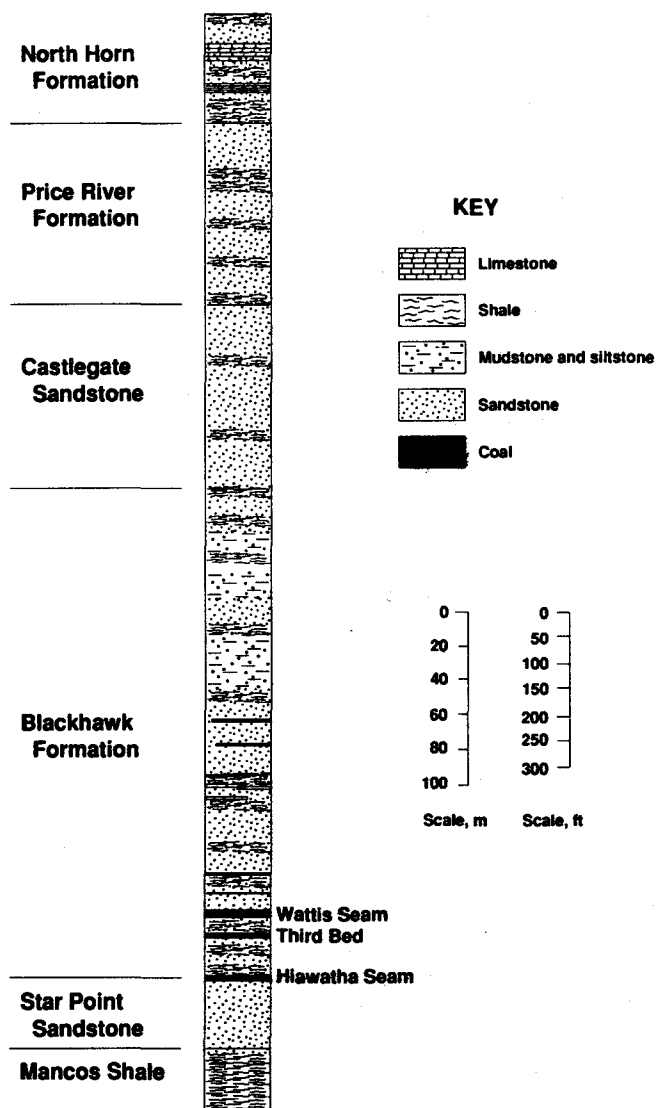 North Horn
Formation
Price River
Formation
Castlegate
Sandstone
Blackhawk
Formation
Star Point
Sandstone
Mancos Shale
Wattis Seam
Third Bed
Hiawatha Seam
KEY
Limestone
Shale
Mudstone and siltstone
Sandstone
Coal
0
20
40
60
80
100
Scale, m
0
50
100
150
200
250
300
Scale, ft